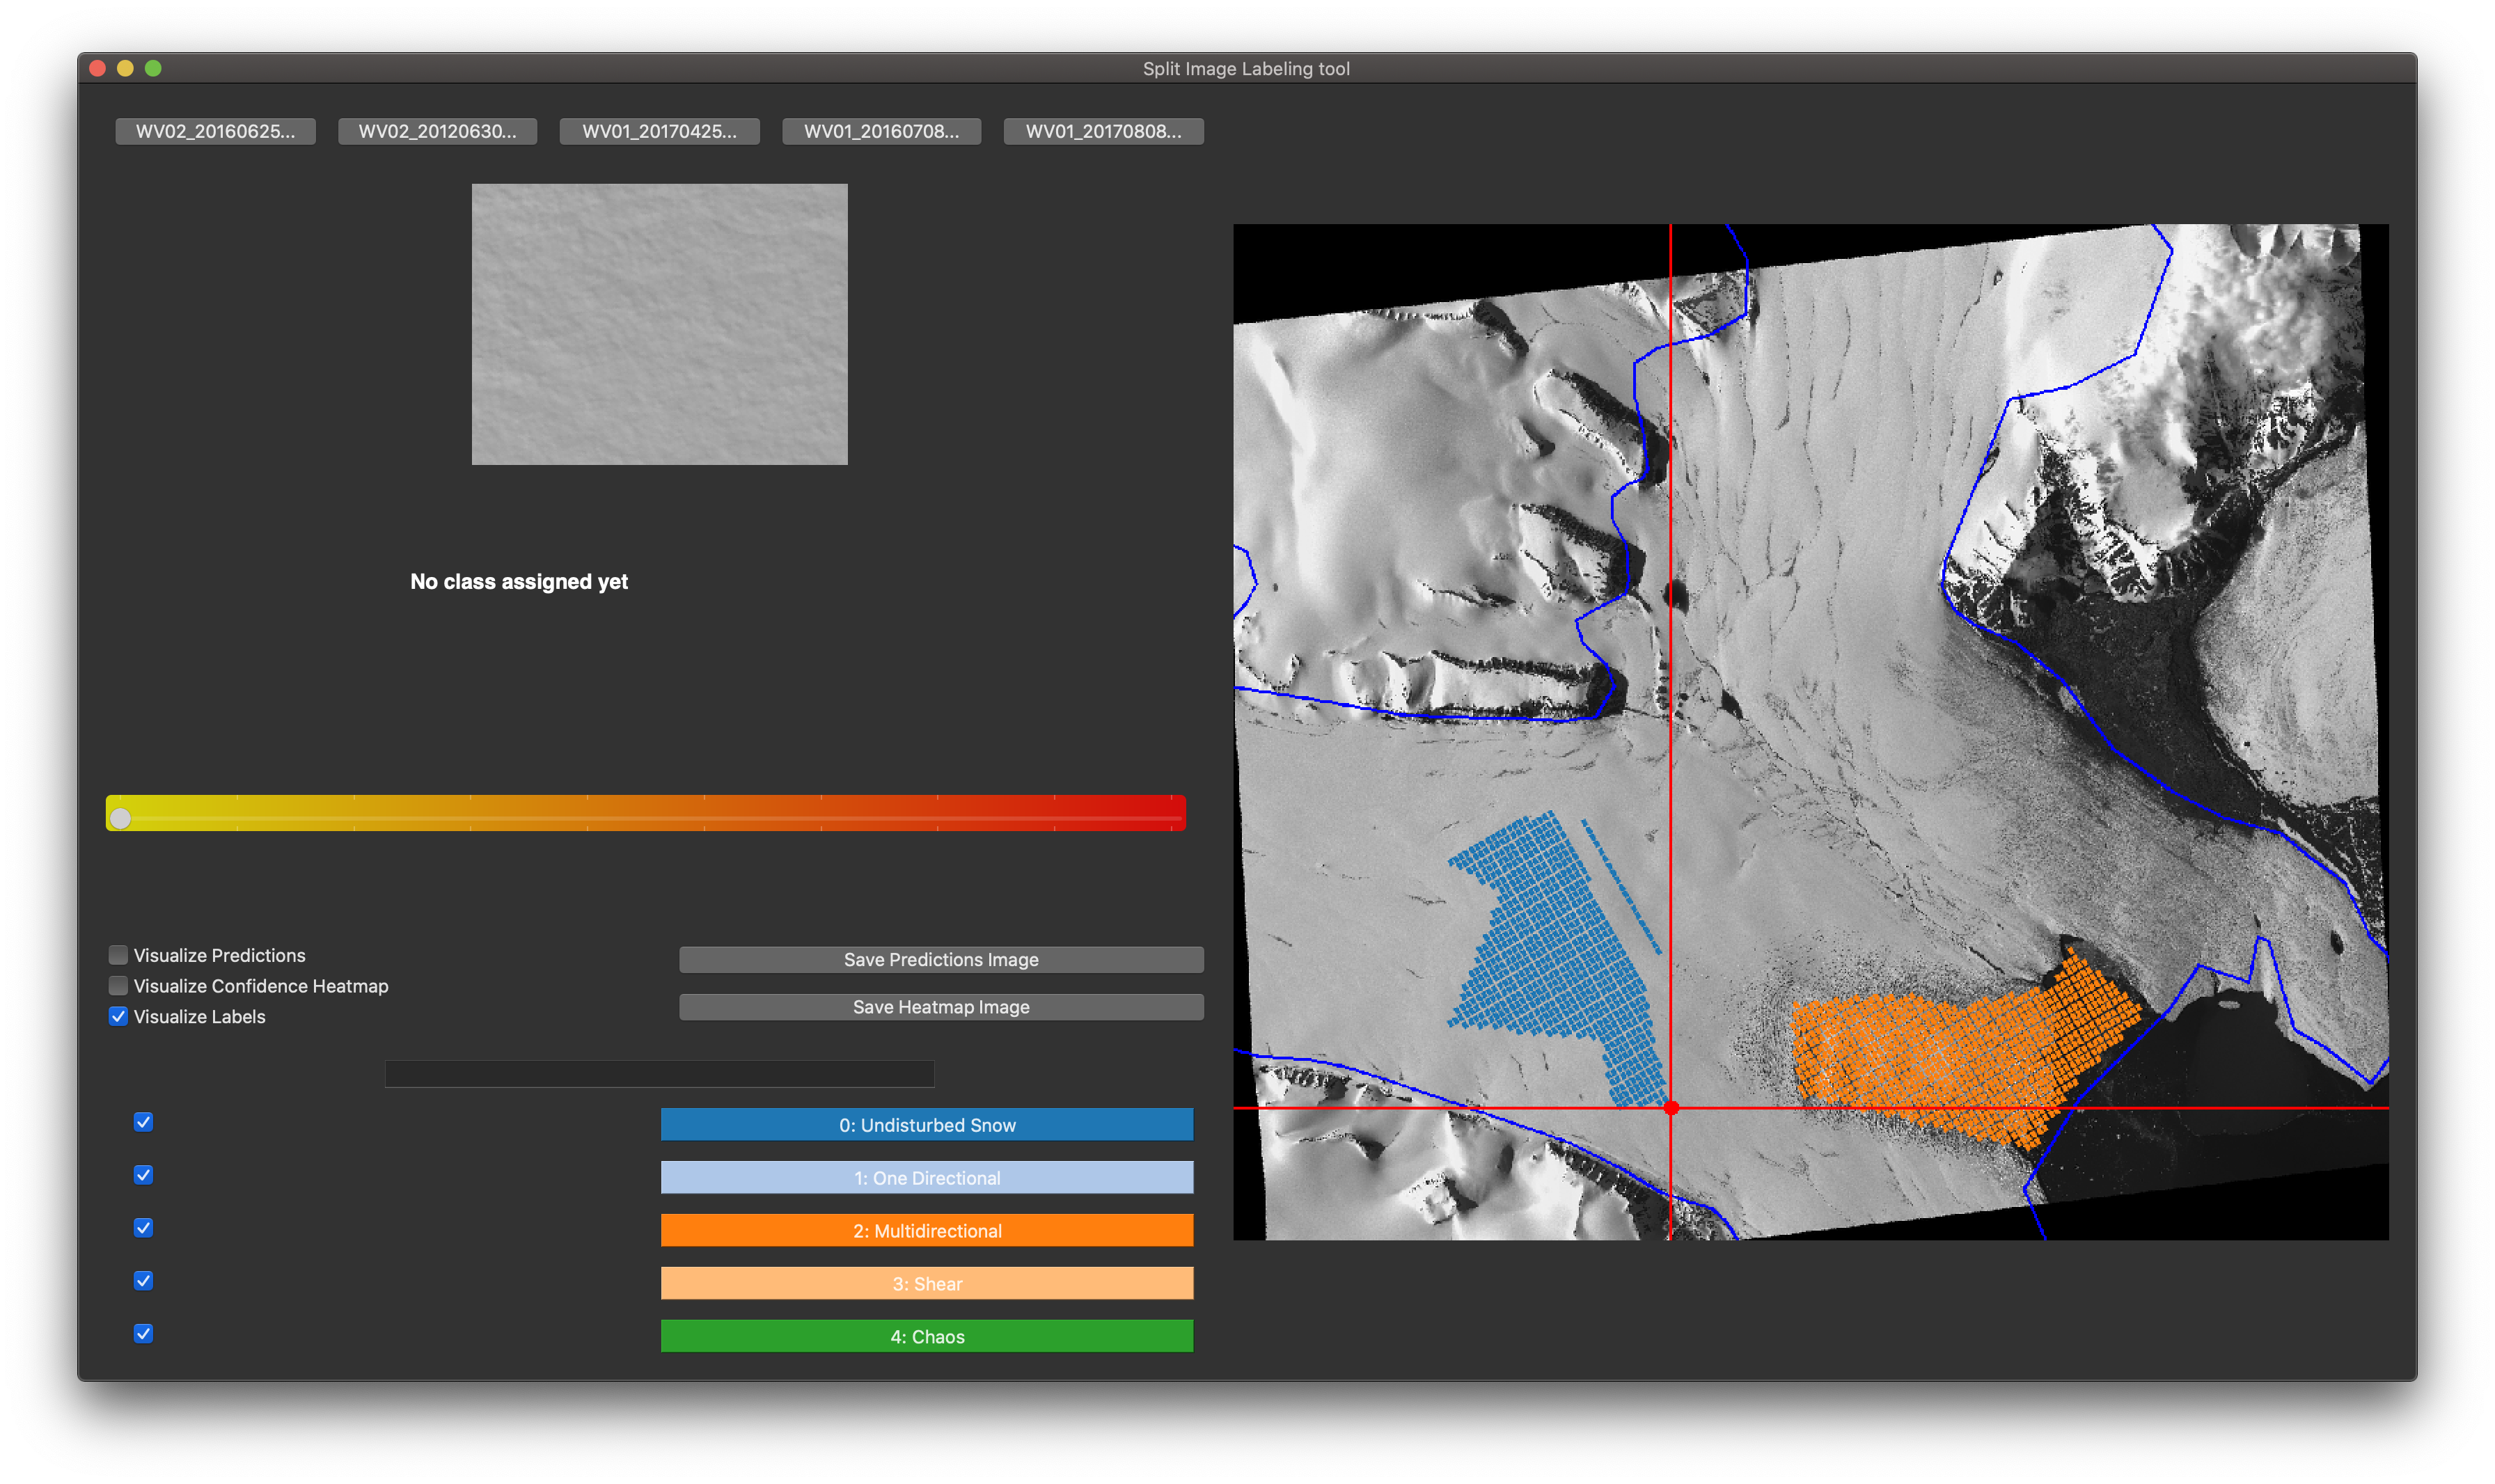 Split Image Labeling tool
WV02_20160625...
WV02_20120630...
WV01_20170425...
WV01_20160708...
WV01_20170808...
No class assigned yet
Visualize Predictions
Visualize Confidence Heatmap
Visualize Labels
Save Predictions Image
Save Heatmap Image
0: Undisturbed Snow
1: One Directional
2: Multidirectional
3: Shear
4: Chaos